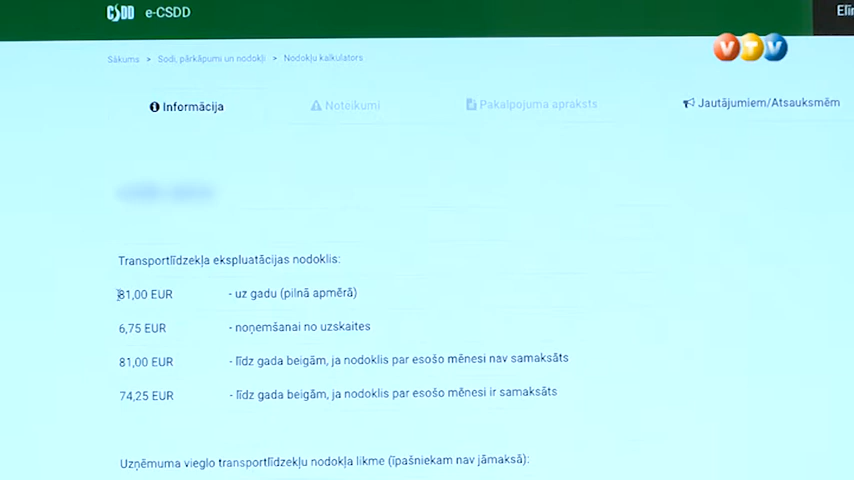 CSDD e-CSDD
Elīn
VTV
Sākums > Sodi, pārkāpumi un nodokļi > Nodokļu kalkulators
Informācija
Noteikumi
Pakalpojuma apraksts
Jautājumiem/Atsauksmēm
Transportlīdzekļa ekspluatācijas nodoklis:
81,00 EUR - uz gadu (pilnā apmērā)
6,75 EUR - noņemšanai no uzskaites
81,00 EUR - līdz gada beigām, ja nodoklis par esošo mēnesi nav samaksāts
74,25 EUR - līdz gada beigām, ja nodoklis par esošo mēnesi ir samaksāts
Uzņēmuma vieglo transportlīdzekļu nodokļa likme (īpašniekam nav jāmaksā):